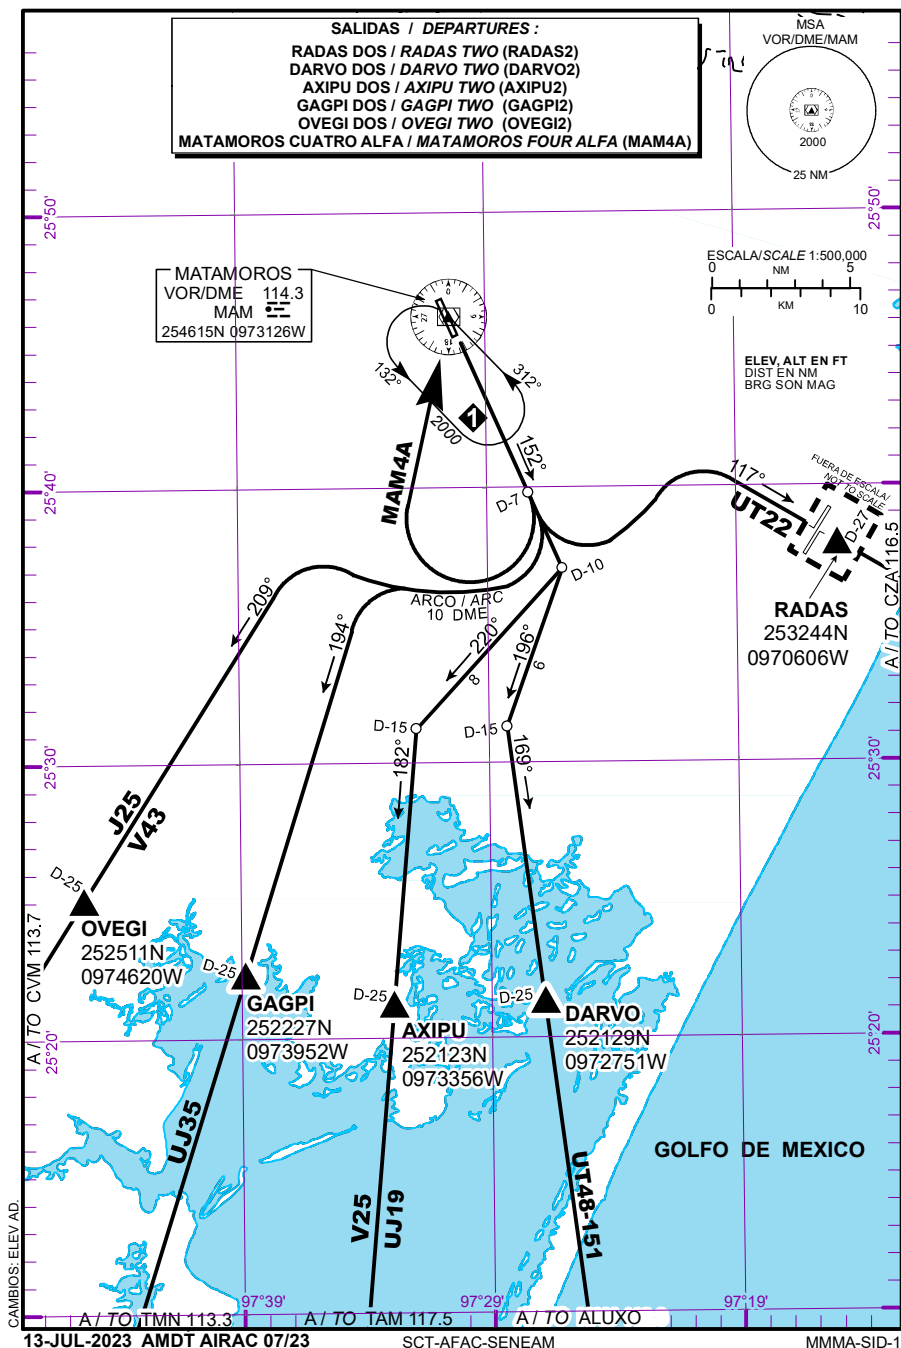 SALIDAS / DEPARTURES :
RADAS DOS / RADAS TWO (RADAS2)
DARVO DOS / DARVO TWO (DARVO2)
AXIPU DOS / AXIPU TWO (AXIPU2)
GAGPI DOS / GAGPI TWO (GAGPI2)
OVEGI DOS / OVEGI TWO (OVEGI2)
MATAMOROS CUATRO ALFA / MATAMOROS FOUR ALFA (MAM4A)
MSA
VOR/DME/MAM
2000
25 NM
25°50'
25°50'
ESCALA/SCALE 1:500,000
0 NM 5
0 KM 10
MATAMOROS
VOR/DME 114.3
MAM
254615N 0973126W
ELEV, ALT EN FT
DIST EN NM
BRG SON MAG
132°
312°
2000
1
MAM4A
152°
D-7
25°40'
25°40'
117°
UT22
FUERA DE ESCALA/
NOT TO SCALE
D-27
A / TO CZA 116.5
RADAS
253244N
0970606W
D-10
ARCO / ARC
10 DME
209°
194°
220°
8
196°
6
D-15
D-15
182°
169°
25°30'
25°30'
J25
V43
D-25
OVEGI
252511N
0974620W
A / TO CVM 113.7
D-25
GAGPI
252227N
0973952W
D-25
AXIPU
252123N
0973356W
D-25
DARVO
252129N
0972751W
25°20'
25°20'
UJ35
V25
UJ19
UT48-151
GOLFO DE MEXICO
CAMBIOS: ELEV AD.
97°39'
97°29'
97°19'
A / TO TMN 113.3
A / TO TAM 117.5
A / TO ALUXO
13-JUL-2023 AMDT AIRAC 07/23
SCT-AFAC-SENEAM
MMMA-SID-1